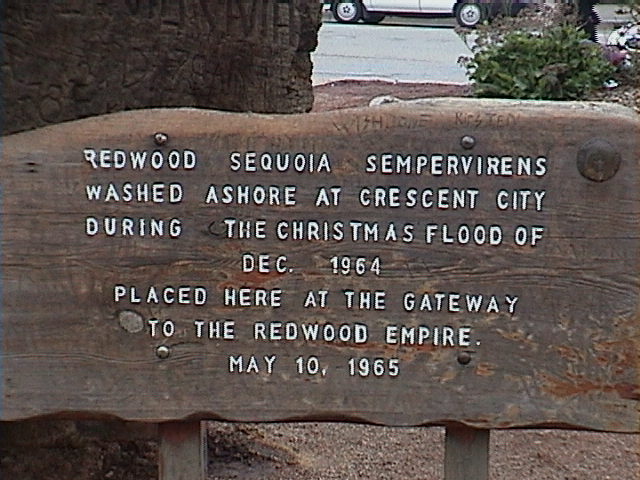 REDWOOD SEQUOIA SEMPERVIRENS
WASHED ASHORE AT CRESCENT CITY
DURING THE CHRISTMAS FLOOD OF
DEC. 1964
PLACED HERE AT THE GATEWAY
TO THE REDWOOD EMPIRE.
MAY 10, 1965